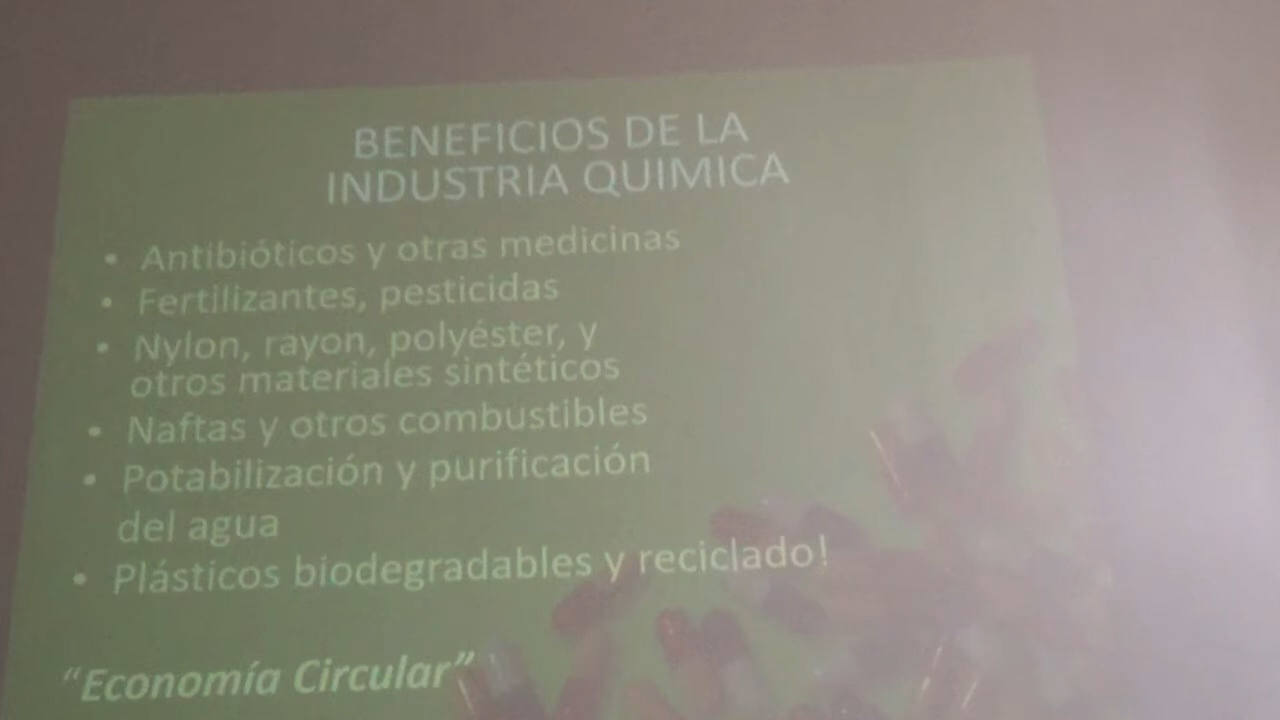 BENEFICIOS DE LA
INDUSTRIA QUIMICA
• Antibióticos y otras medicinas
• Fertilizantes, pesticidas
• Nylon, rayon, polyéster, y
otros materiales sintéticos
• Naftas y otros combustibles
• Potabilización y purificación
del agua
• Plásticos biodegradables y reciclado!
“Economía Circular”